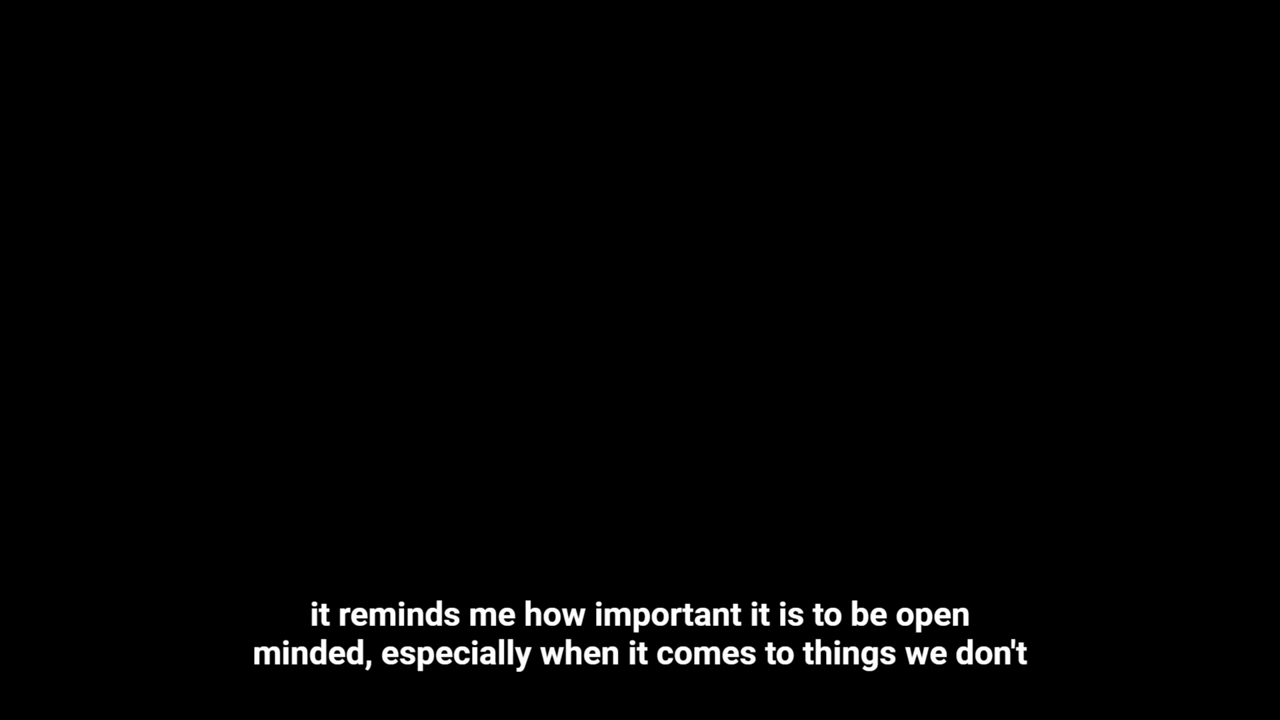 it reminds me how important it is to be open
minded, especially when it comes to things we don't